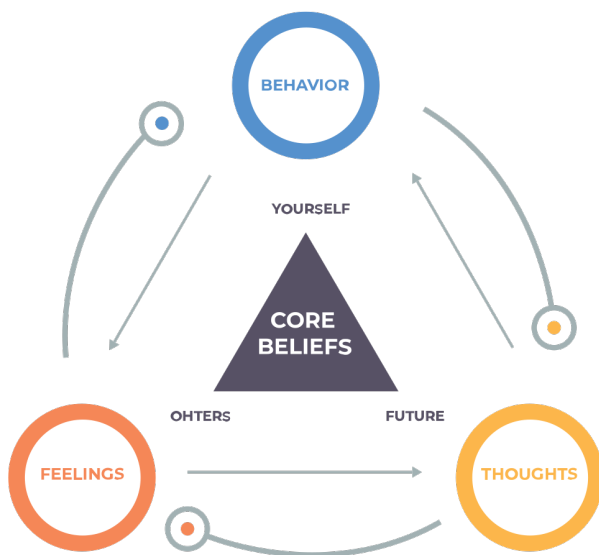 BEHAVIOR
YOURSELF
CORE
BELIEFS
OHTERS
FUTURE
FEELINGS
THOUGHTS